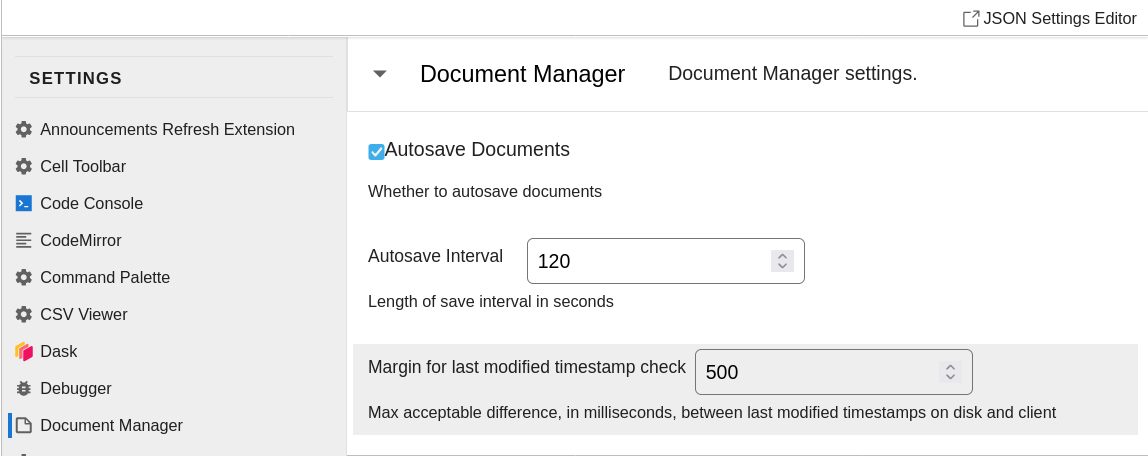 JSON Settings Editor
SETTINGS
Announcements Refresh Extension
Cell Toolbar
Code Console
CodeMirror
Command Palette
CSV Viewer
Dask
Debugger
Document Manager
Document Manager Document Manager settings.
Autosave Documents
Whether to autosave documents
Autosave Interval 120
Length of save interval in seconds
Margin for last modified timestamp check 500
Max acceptable difference, in milliseconds, between last modified timestamps on disk and client